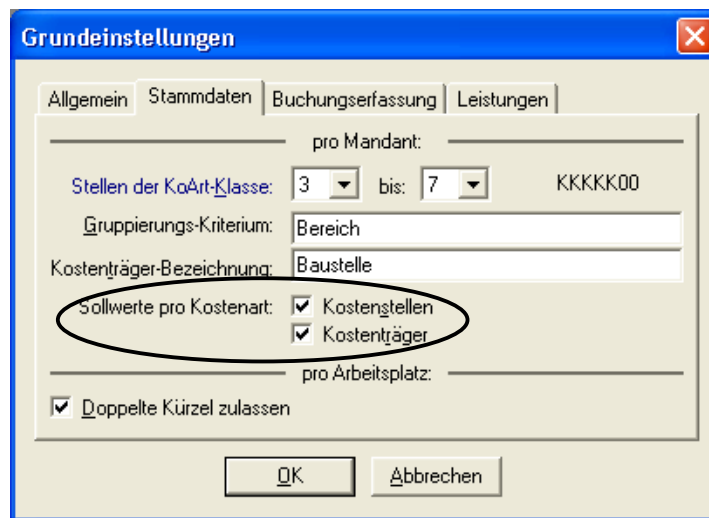 Grundeinstellungen
Allgemein Stammdaten Buchungserfassung Leistungen
pro Mandant:
Stellen der KoArt-Klasse: 3 bis: 7 KKKKK00
Gruppierungs-Kriterium: Bereich
Kostenträger-Bezeichnung: Baustelle
Sollwerte pro Kostenart: Kostenstellen
Kostenträger
pro Arbeitsplatz:
Doppelte Kürzel zulassen
OK Abbrechen